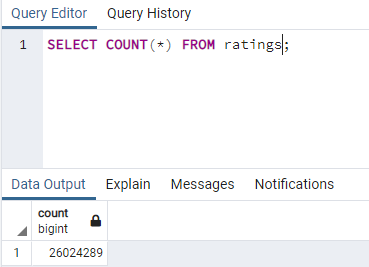 Query Editor Query History
1 SELECT COUNT(*) FROM ratings;
Data Output Explain Messages Notifications
count
bigint
1 26024289